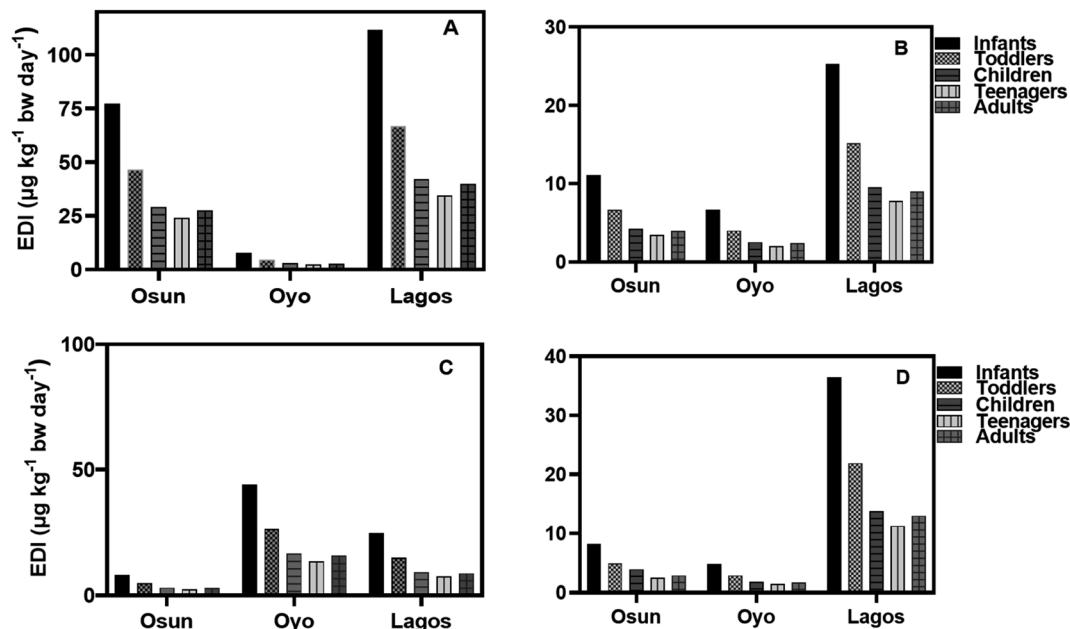 A
EDI (µg kg⁻¹ bw day⁻¹)
100
75
50
25
0
Osun Oyo Lagos
B
30
20
10
0
Osun Oyo Lagos
Infants
Toddlers
Children
Teenagers
Adults
C
EDI (µg kg⁻¹ bw day⁻¹)
100
50
0
Osun Oyo Lagos
D
40
30
20
10
0
Osun Oyo Lagos
Infants
Toddlers
Children
Teenagers
Adults